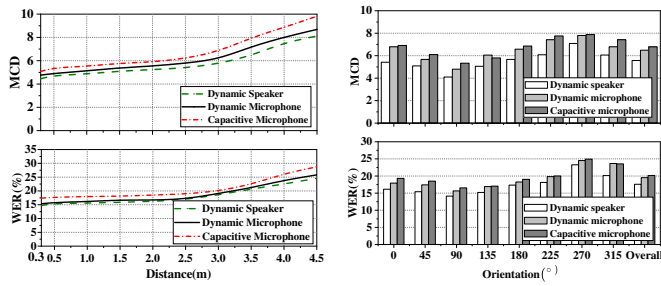 MCD
10
8
6
4
2
0
Dynamic Speaker
Dynamic Microphone
Capacitive Microphone
WER(%)
35
30
25
20
15
10
5
0
Dynamic Speaker
Dynamic Microphone
Capacitive Microphone
0.3 0.5 1.0 1.5 2.0 2.5 3.0 3.5 4.0 4.5
Distance(m)
MCD
10
8
6
4
2
0
Dynamic speaker
Dynamic microphone
Capacitive microphone
WER(%)
25
20
15
10
5
0
Dynamic speaker
Dynamic microphone
Capacitive microphone
0 45 90 135 180 225 270 315 Overall
Orientation(°)